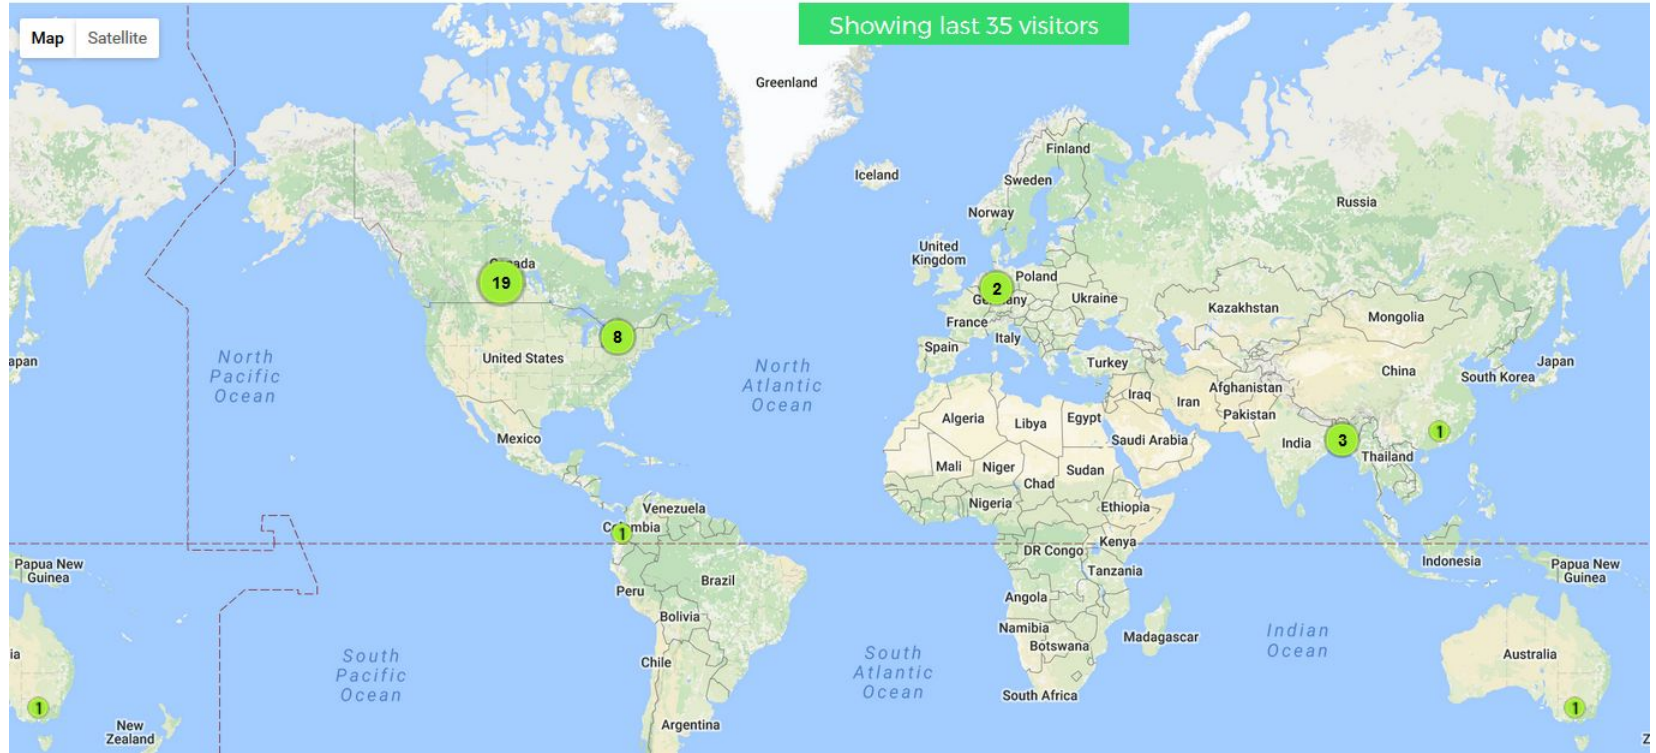 Showing last 35 visitors
Map
Satellite
Greenland
Finland
Iceland
Sweden
Russia
Norway
United
Kingdom
Canada
19
Poland
2
Germany
Ukraine
Kazakhstan
Mongolia
France
8
Italy
Spain
United States
North
Pacific
Ocean
North
Atlantic
Ocean
Turkey
apan
Japan
China
South Korea
Afghanistan
Iraq
Iran
Pakistan
Algeria
Libya
Egypt
Saudi Arabia
Mexico
India
3
1
Thailand
Mali
Niger
Sudan
Chad
Nigeria
Ethiopia
Venezuela
Colombia
1
Kenya
DR Congo
Tanzania
Indonesia
Papua New
Guinea
Papua New
Guinea
Brazil
Peru
Angola
Bolivia
Namibia
Botswana
Madagascar
Indian
Ocean
South
Pacific
Ocean
South
Atlantic
Ocean
ia
Chile
Australia
South Africa
1
1
New
Zealand
Argentina
Z